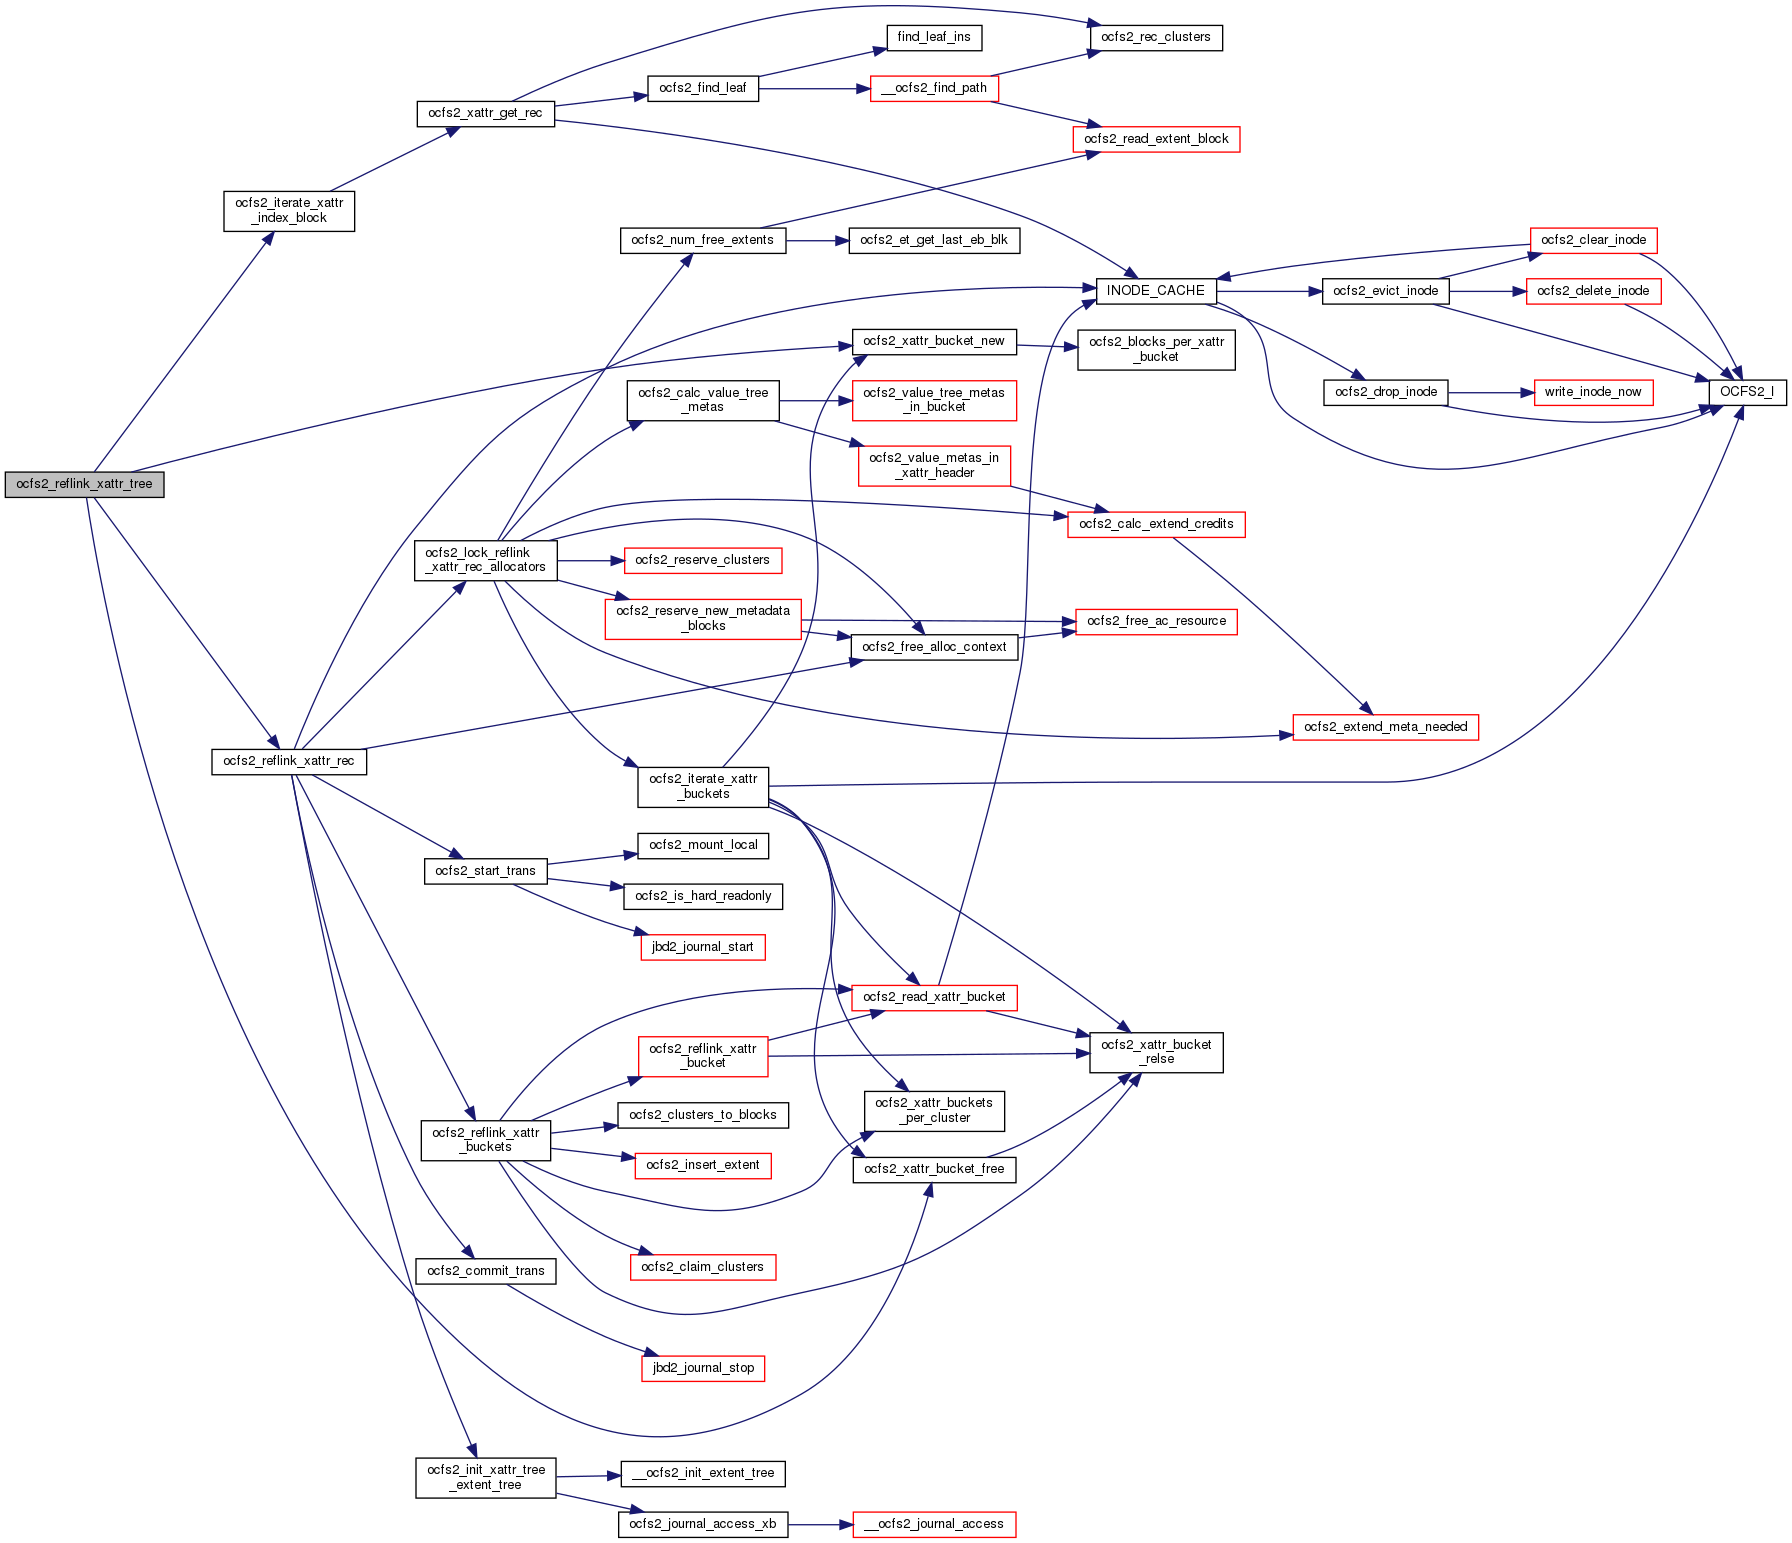 ocfs2_rec_clusters
find_leaf_ins
ocfs2_find_leaf
__ocfs2_find_path
ocfs2_xattr_get_rec
ocfs2_read_extent_block
ocfs2_iterate_xattr
_index_block
ocfs2_num_free_extents
ocfs2_et_get_last_eb_blk
ocfs2_clear_inode
INODE_CACHE
ocfs2_evict_inode
ocfs2_delete_inode
ocfs2_xattr_bucket_new
ocfs2_blocks_per_xattr
_bucket
ocfs2_calc_value_tree
_metas
ocfs2_value_tree_metas
_in_bucket
ocfs2_drop_inode
write_inode_now
OCFS2_I
ocfs2_value_metas_in
_xattr_header
ocfs2_reflink_xattr_tree
ocfs2_calc_extend_credits
ocfs2_lock_reflink
_xattr_rec_allocators
ocfs2_reserve_clusters
ocfs2_reserve_new_metadata
_blocks
ocfs2_free_ac_resource
ocfs2_free_alloc_context
ocfs2_extend_meta_needed
ocfs2_reflink_xattr_rec
ocfs2_iterate_xattr
_buckets
ocfs2_mount_local
ocfs2_start_trans
ocfs2_is_hard_readonly
jbd2_journal_start
ocfs2_read_xattr_bucket
ocfs2_reflink_xattr
_bucket
ocfs2_xattr_bucket
_relse
ocfs2_xattr_buckets
_per_cluster
ocfs2_clusters_to_blocks
ocfs2_reflink_xattr
_buckets
ocfs2_insert_extent
ocfs2_xattr_bucket_free
ocfs2_claim_clusters
ocfs2_commit_trans
jbd2_journal_stop
ocfs2_init_xattr_tree
_extent_tree
__ocfs2_init_extent_tree
ocfs2_journal_access_xb
__ocfs2_journal_access